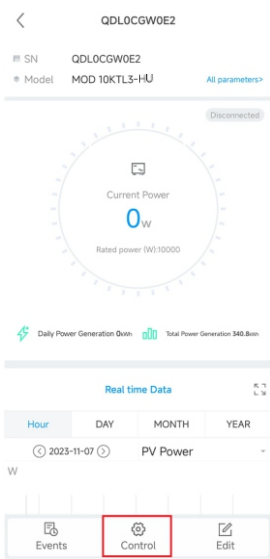 QDL0CGW0E2
SN QDL0CGW0E2
Model MOD 10KTL3-HU All parameters>
Disconnected
Current Power
0W
Rated power (W):10000
Daily Power Generation 0kWh Total Power Generation 340.8kWh
Real time Data
Hour DAY MONTH YEAR
2023-11-07 PV Power
W
Events Control Edit